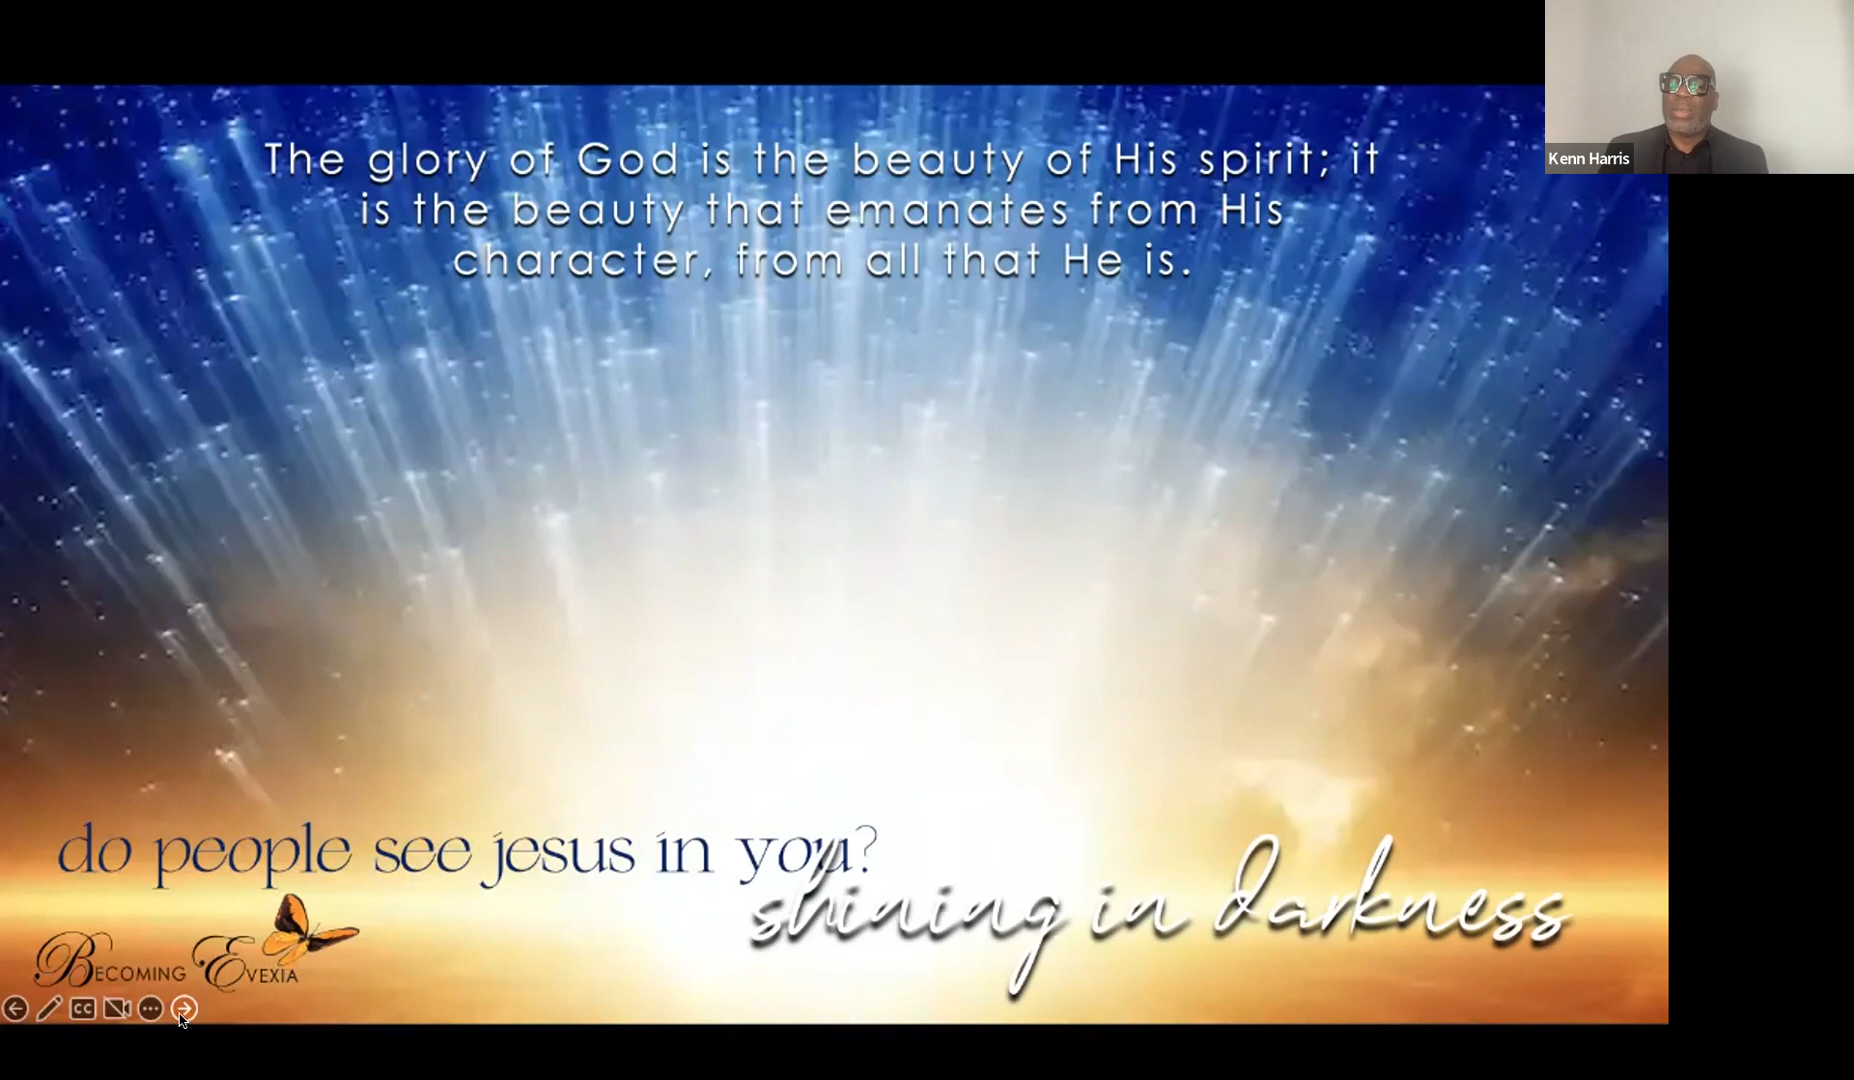 The glory of God is the beauty of His spirit; it
is the beauty that emanates from His
character, from all that He is.
Kenn Harris
do people see jesus in you?
shining in darkness
Becoming Evexia
CC